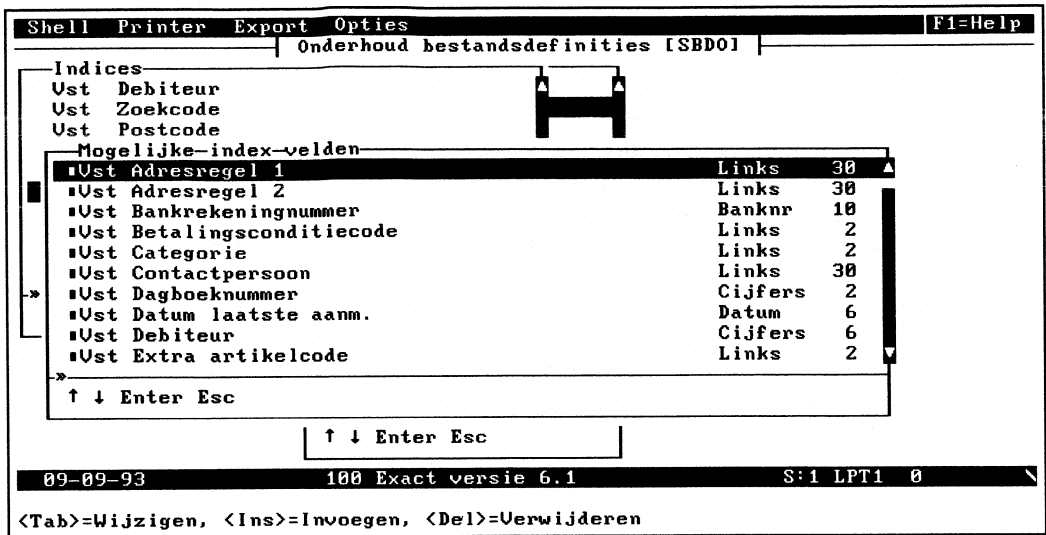 Shell Printer Export Opties F1=Help
Onderhoud bestandsdefinities [SBDO]
Indices
Vst Debiteur
Vst Zoekcode
Vst Postcode
Mogelijke-index-velden
Vst Adresregel 1 Links 30
Vst Adresregel 2 Links 30
Vst Bankrekeningnummer Banknr 10
Vst Betalingsconditiecode Links 2
Vst Categorie Links 2
Vst Contactpersoon Links 30
Vst Dagboeknummer Cijfers 2
Vst Datum laatste aanm. Datum 6
Vst Debiteur Cijfers 6
Vst Extra artikelcode Links 2
↑ ↓ Enter Esc
↑ ↓ Enter Esc
09-09-93 100 Exact versie 6.1 S:1 LPT1 0 \
<Tab>=Wijzigen, <Ins>=Invoegen, <Del>=Verwijderen